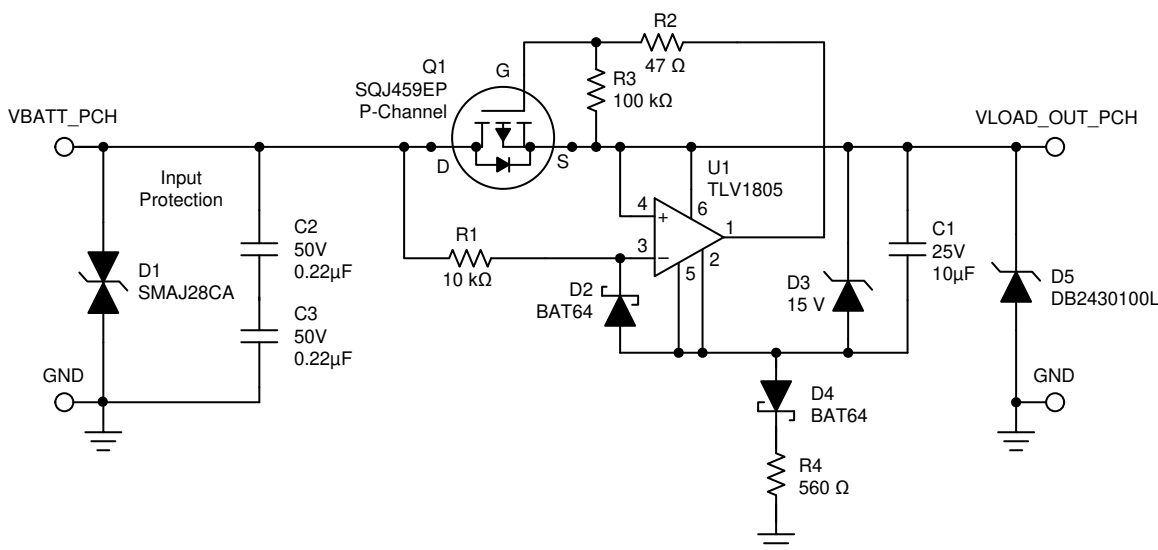 R2
47 Ω
Q1
SQJ459EP
P-Channel
G
R3
100 kΩ
VBATT_PCH
VLOAD_OUT_PCH
D
S
U1
TLV1805
Input
Protection
4
+
6
1
3
−
5
2
R1
10 kΩ
C2
50V
0.22µF
C1
25V
10µF
D1
SMAJ28CA
D2
BAT64
D3
15 V
D5
DB2430100L
C3
50V
0.22µF
GND
GND
D4
BAT64
R4
560 Ω